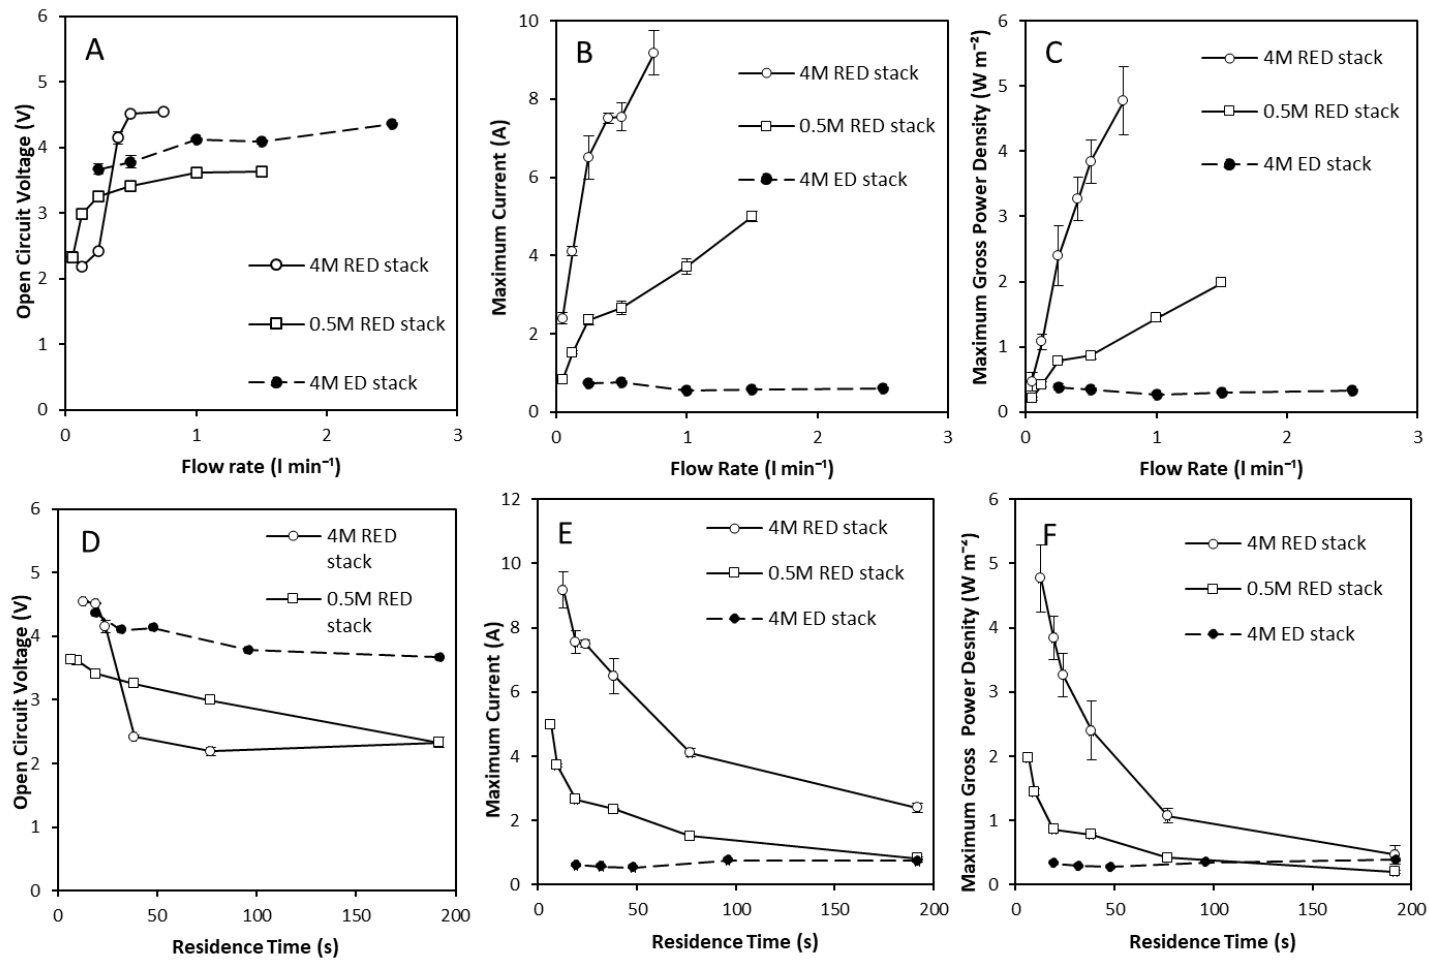 A
Open Circuit Voltage (V)
6
5
4
3
2
1
0
4M RED stack
0.5M RED stack
4M ED stack
0
1
2
3
Flow rate (l min⁻¹)
B
Maximum Current (A)
10
8
6
4
2
0
4M RED stack
0.5M RED stack
4M ED stack
0
1
2
3
Flow Rate (l min⁻¹)
C
Maximum Gross Power Density (W m⁻²)
6
5
4
3
2
1
0
4M RED stack
0.5M RED stack
4M ED stack
0
1
2
3
Flow Rate (l min⁻¹)
D
Open Circuit Voltage (V)
6
5
4
3
2
1
0
4M RED
stack
0.5M RED
stack
0
50
100
150
200
Residence Time (s)
E
Maximum Current (A)
12
10
8
6
4
2
0
4M RED stack
0.5M RED stack
4M ED stack
0
50
100
150
200
Residence Time (s)
F
Maximum Gross Power Desnity (W m⁻²)
6
5
4
3
2
1
0
4M RED stack
0.5M RED stack
4M ED stack
0
50
100
150
200
Residence Time (s)